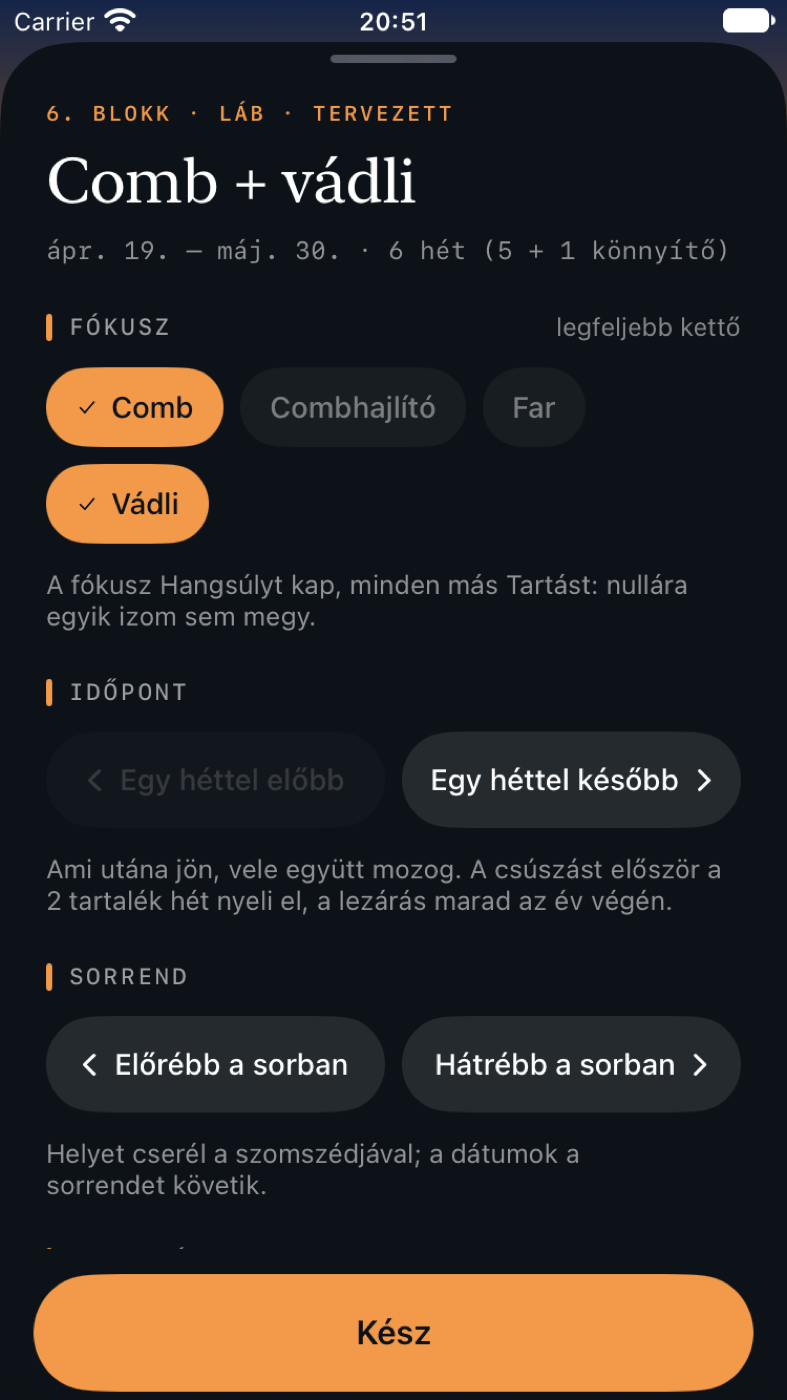 Carrier 20:51
6. BLOKK · LÁB · TERVEZETT
Comb + vádli
ápr. 19. – máj. 30. · 6 hét (5 + 1 könnyítő)
FÓKUSZ legfeljebb kettő
Comb Combhajlító Far
Vádli
A fókusz Hangsúlyt kap, minden más Tartást: nullára
egyik izom sem megy.
IDŐPONT
Egy héttel előbb Egy héttel később
Ami utána jön, vele együtt mozog. A csúszást először a
2 tartalék hét nyeli el, a lezárás marad az év végén.
SORREND
Előrébb a sorban Hátrébb a sorban
Helyet cserél a szomszédjával; a dátumok a
sorrendet követik.
Kész